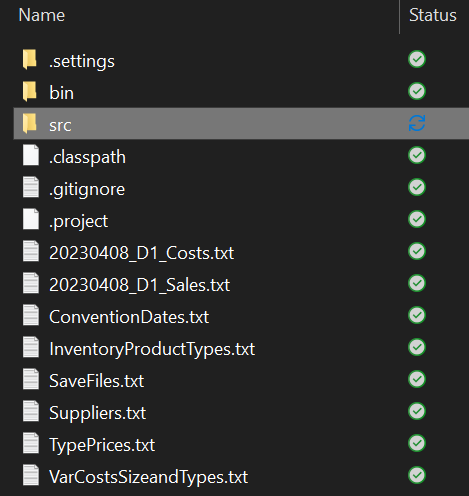 Name Status
.settings
bin
src
.classpath
.gitignore
.project
20230408_D1_Costs.txt
20230408_D1_Sales.txt
ConventionDates.txt
InventoryProductTypes.txt
SaveFiles.txt
Suppliers.txt
TypePrices.txt
VarCostsSizeandTypes.txt